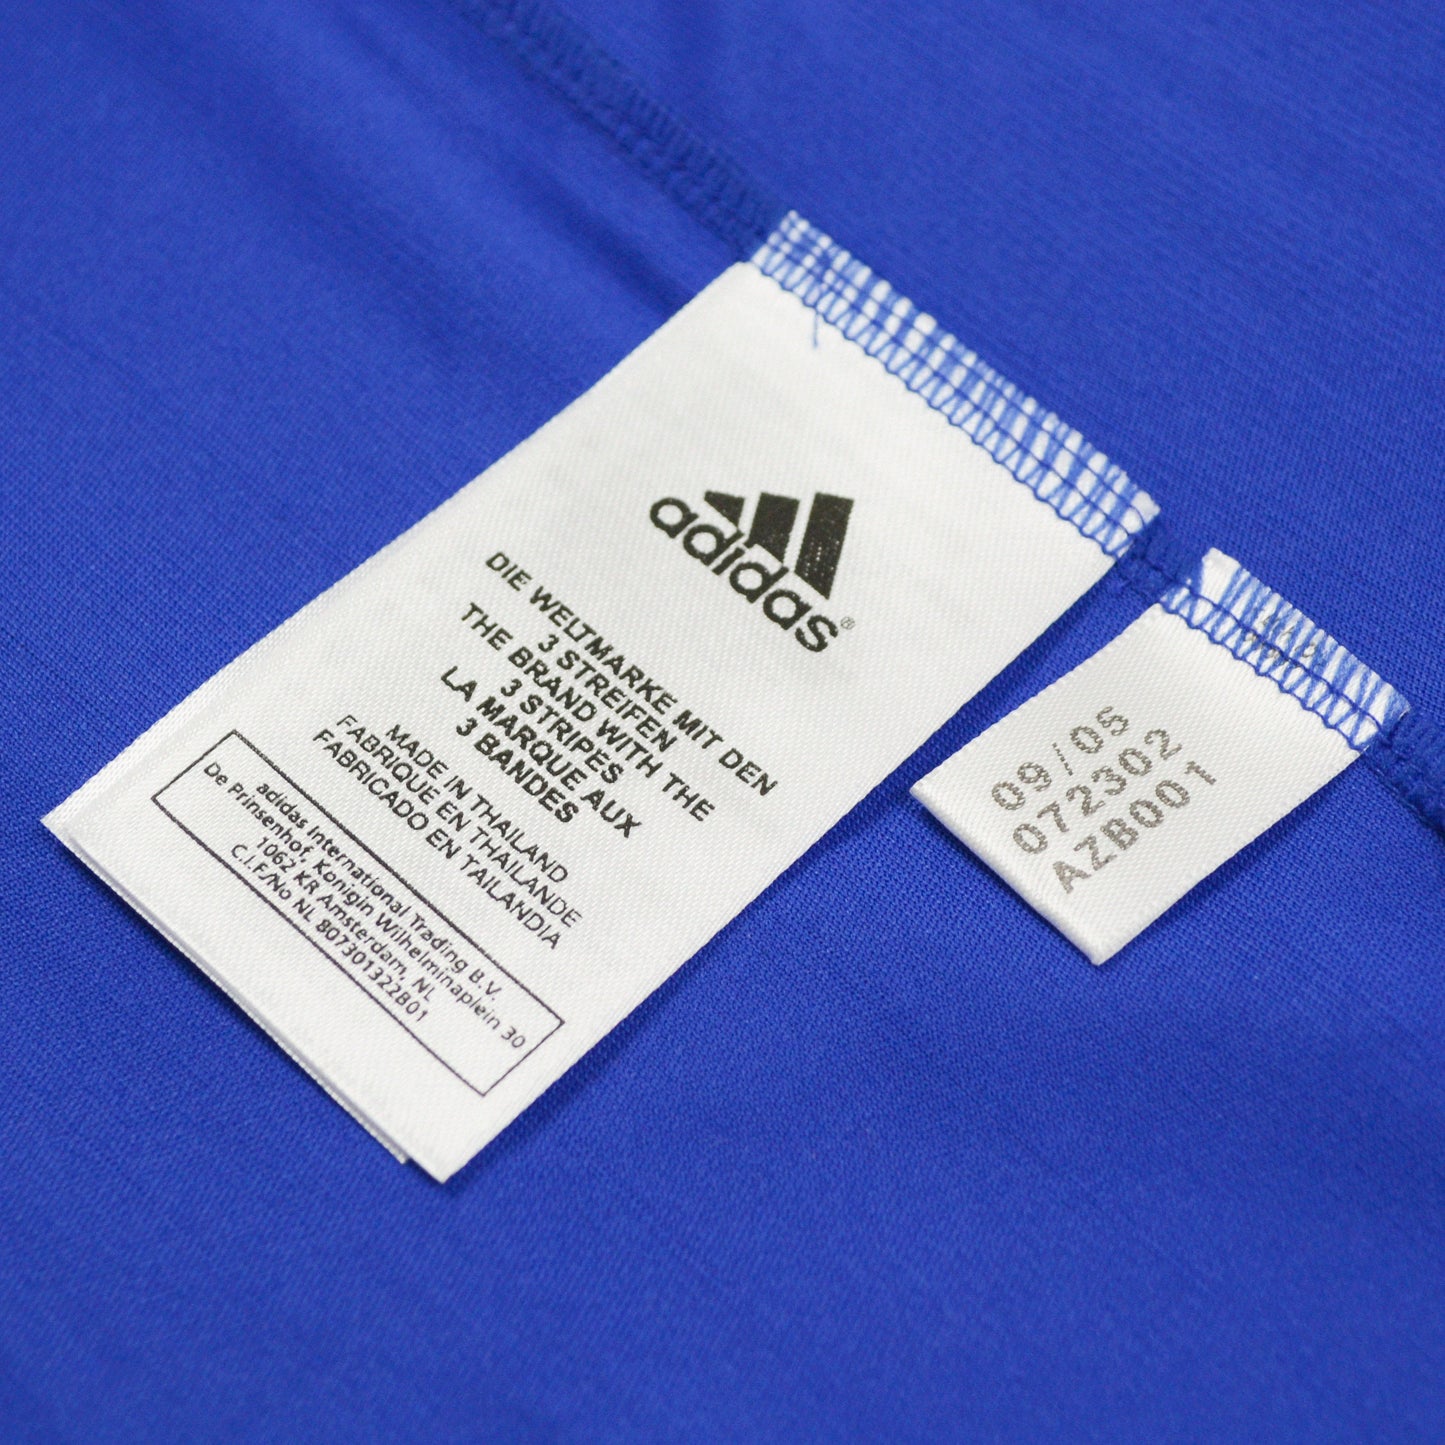 adidas®
DIE WELTMARKE MIT DEN
3 STREIFEN
THE BRAND WITH THE
3 STRIPES
LA MARQUE AUX
3 BANDES
MADE IN THAILAND
FABRIQUE EN THAILANDE
FABRICADO EN TAILANDIA
adidas International Trading B.V.
De Prinsenhof, Konigin Wilhelminaplein 30
1062 KR Amsterdam, NL
C.I.F/No NL 807301322B01
09/05
072302
AZB001